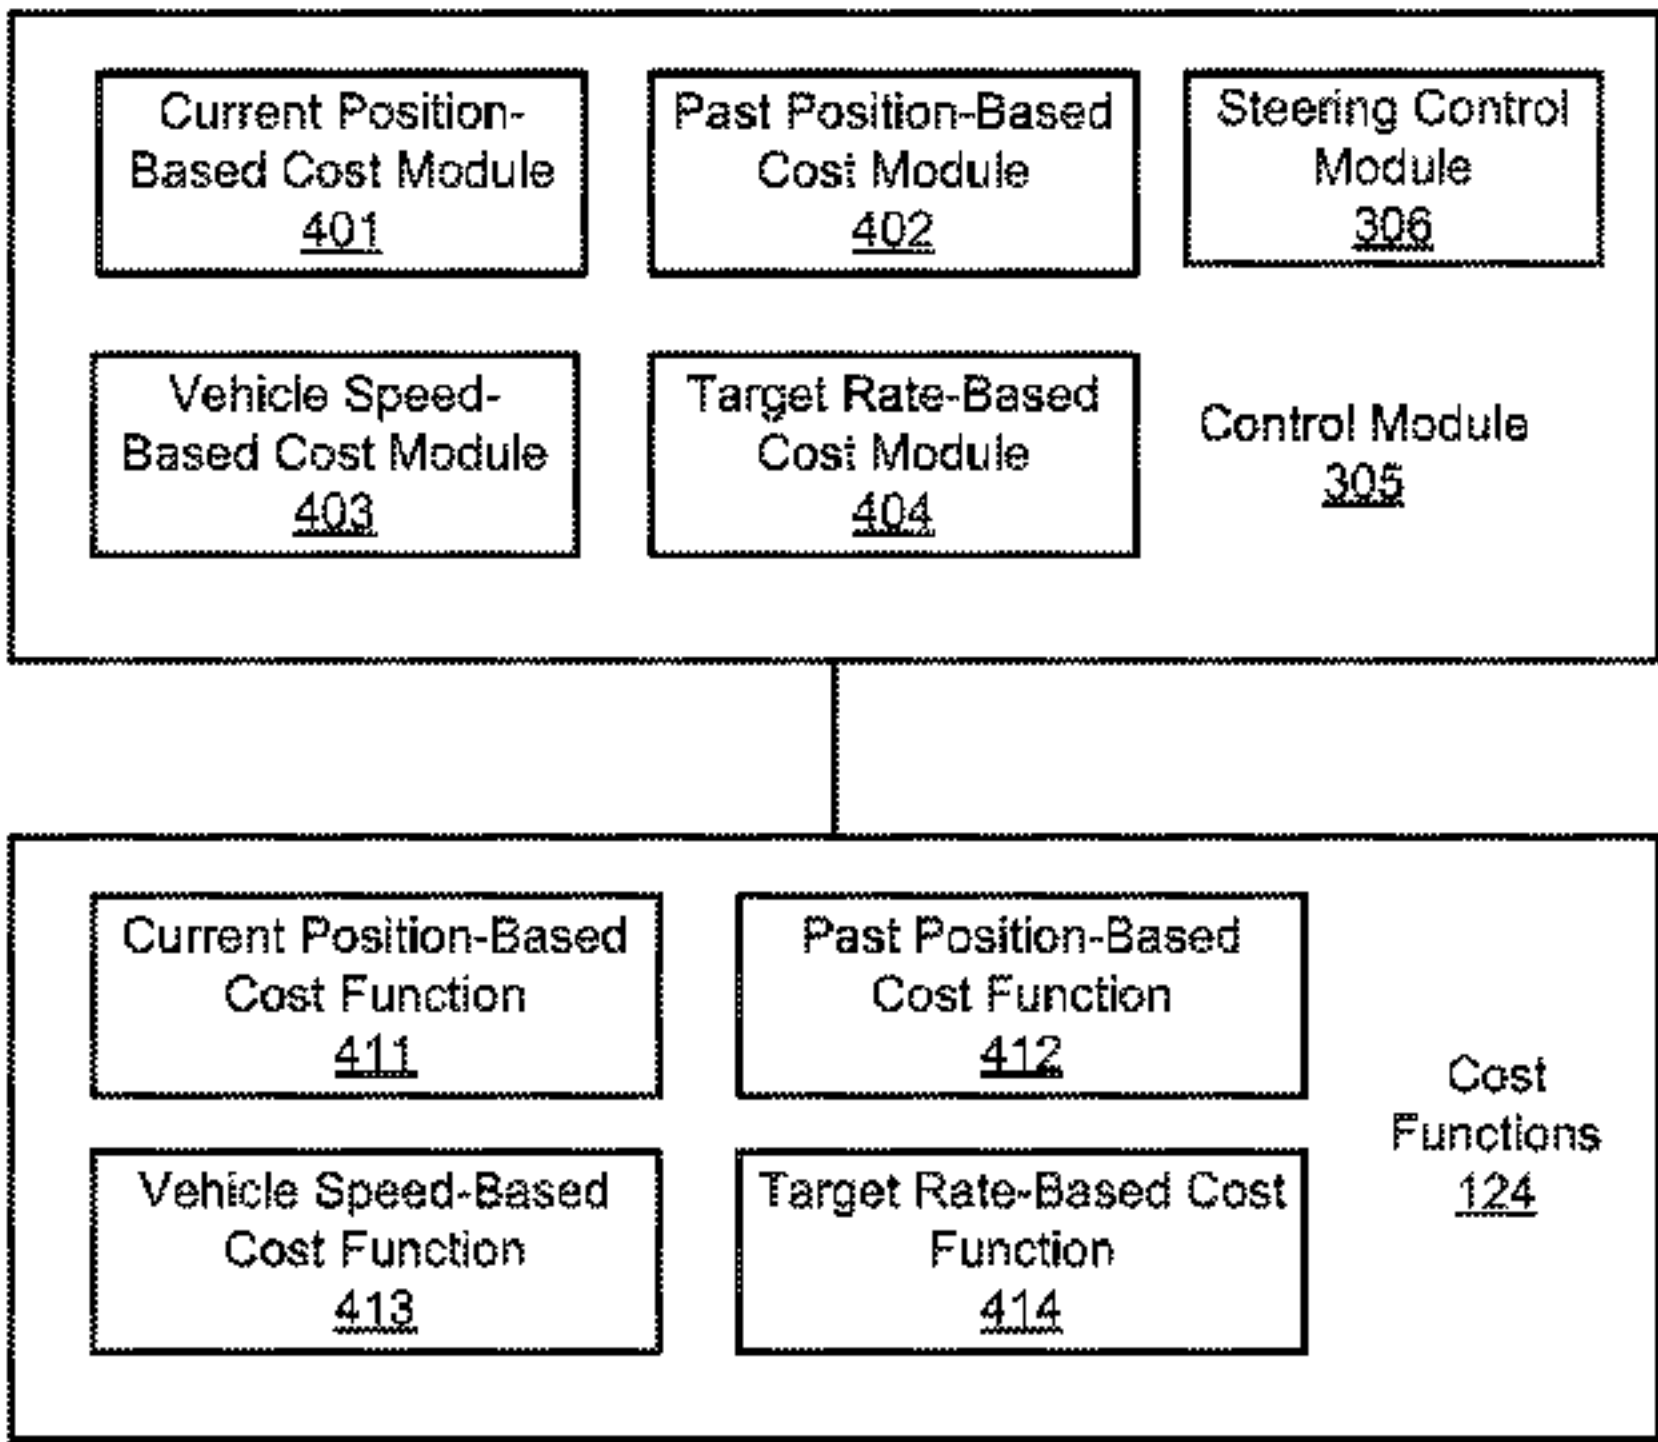 Current Position-
Based Cost Module
401
Past Position-Based
Cost Module
402
Steering Control
Module
306
Vehicle Speed-
Based Cost Module
403
Target Rate-Based
Cost Module
404
Control Module
305
Current Position-Based
Cost Function
411
Past Position-Based
Cost Function
412
Vehicle Speed-Based
Cost Function
413
Target Rate-Based Cost
Function
414
Cost
Functions
124